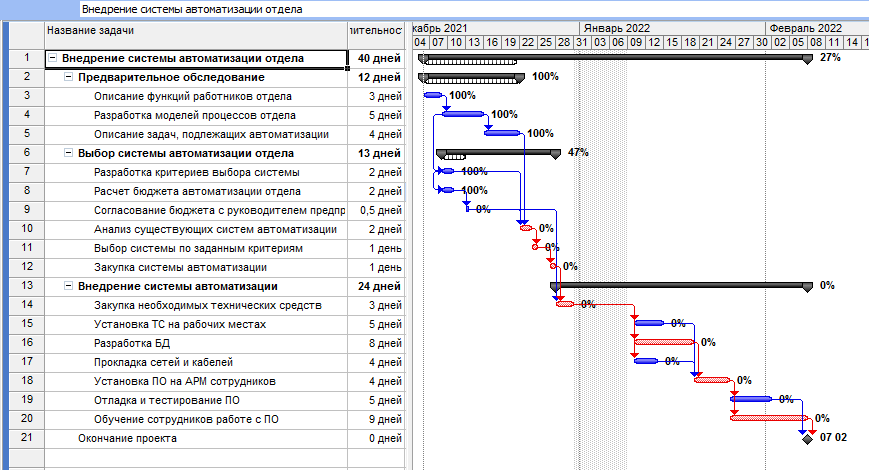 Внедрение системы автоматизации отдела
Название задачи
лительност
кабрь 2021 Январь 2022 Февраль 2022
04 07 10 13 16 19 22 25 28 31 03 06 09 12 15 18 21 24 27 30 02 05 08 11 14
1 Внедрение системы автоматизации отдела 40 дней 27%
2 Предварительное обследование 12 дней 100%
3 Описание функций работников отдела 3 дней 100%
4 Разработка моделей процессов отдела 5 дней 100%
5 Описание задач, подлежащих автоматизации 4 дней 100%
6 Выбор системы автоматизации отдела 13 дней 47%
7 Разработка критериев выбора системы 2 дней 100%
8 Расчет бюджета автоматизации отдела 2 дней 100%
9 Согласование бюджета с руководителем предпр 0,5 дней 0%
10 Анализ существующих систем автоматизации 2 дней 0%
11 Выбор системы по заданным критериям 1 день 0%
12 Закупка системы автоматизации 1 день 0%
13 Внедрение системы автоматизации 24 дней 0%
14 Закупка необходимых технических средств 3 дней 0%
15 Установка ТС на рабочих местах 5 дней 0%
16 Разработка БД 8 дней 0%
17 Прокладка сетей и кабелей 4 дней 0%
18 Установка ПО на АРМ сотрудников 4 дней 0%
19 Отладка и тестирование ПО 5 дней 0%
20 Обучение сотрудников работе с ПО 9 дней 0%
21 Окончание проекта 0 дней 07 02